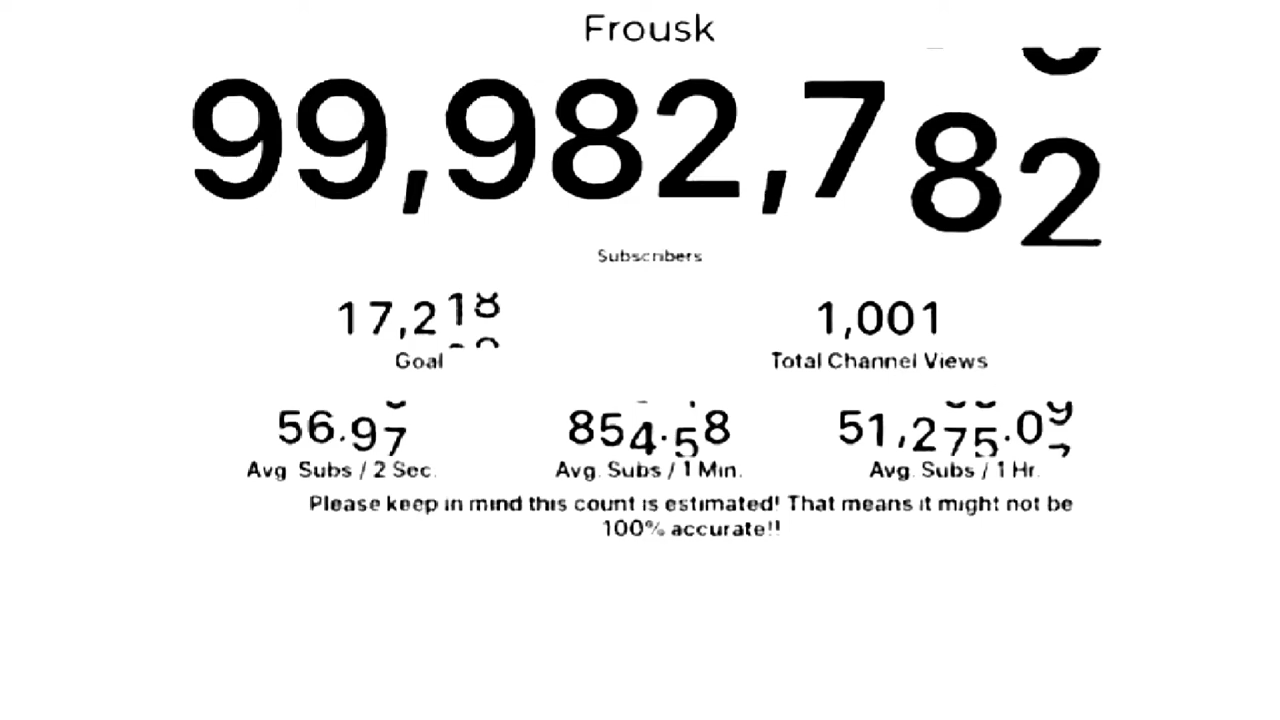 Frousk
99,982,782
Subscribers
17,218
Goal
1,001
Total Channel Views
56.97
Avg. Subs / 2 Sec.
854.58
Avg. Subs / 1 Min.
51,275.09
Avg. Subs / 1 Hr.
Please keep in mind this count is estimated! That means it might not be
100% accurate!!